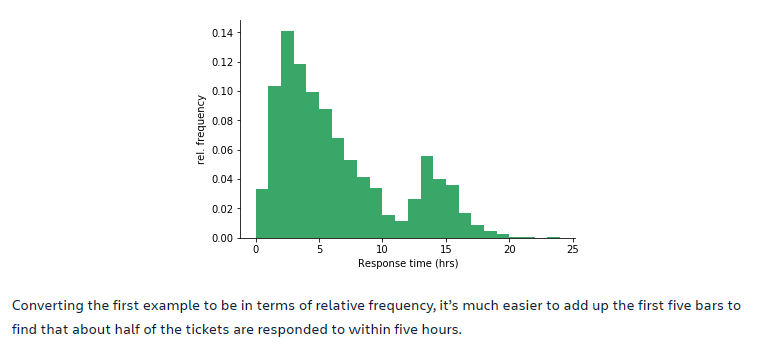 0.14
0.12
0.10
0.08
0.06
0.04
0.02
0.00
rel. frequency
0 5 10 15 20 25
Response time (hrs)
Converting the first example to be in terms of relative frequency, it’s much easier to add up the first five bars to
find that about half of the tickets are responded to within five hours.